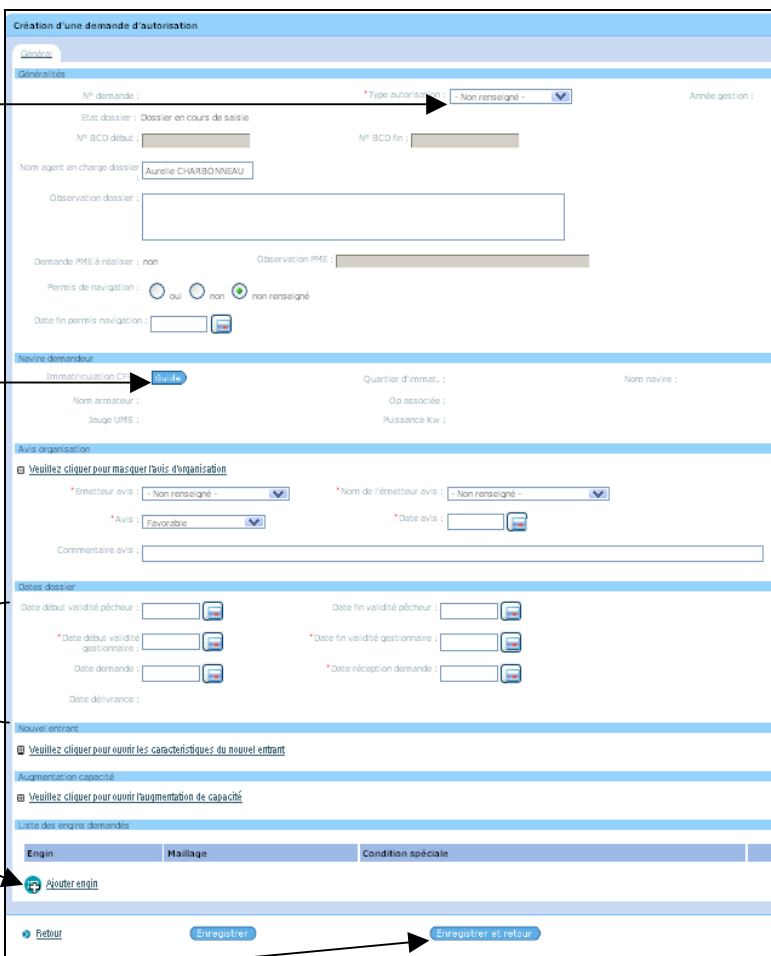 Création d'une demande d'autorisation
Général
Généralités
N° demande : *Type autorisation : - Non renseigné - Année gestion :
Etat dossier : Dossier en cours de saisie
N° BCD début : N° BCD fin :
Nom agent en charge dossier : Aurelie CHARBONNEAU
Observation dossier :
Demande PME à réaliser : non Observation PME :
Permis de navigation : oui non non renseigné
Date fin permis navigation :
Navire demandeur
Immatriculation Guide Quartier d'immat. : Nom navire :
Nom armateur : Op associée :
Jauge UMS : Puissance Kw :
Avis organisation
Veuillez cliquer pour masquer l'avis d'organisation
*Emetteur avis : - Non renseigné - *Nom de l'émetteur avis : - Non renseigné -
*Avis : Favorable *Date avis :
Commentaire avis :
Dates dossier
Date début validité pêcheur : Date fin validité pêcheur :
*Date début validité gestionnaire : *Date fin validité gestionnaire :
Date demande : *Date réception demande :
Date délivrance :
Nouvel entrant
Veuillez cliquer pour ouvrir les caractéristiques du nouvel entrant
Augmentation capacité
Veuillez cliquer pour ouvrir l'augmentation de capacité
Liste des engins demandés
Engin Maillage Condition spéciale
Ajouter engin
Retour Enregistrer Enregistrer et retour